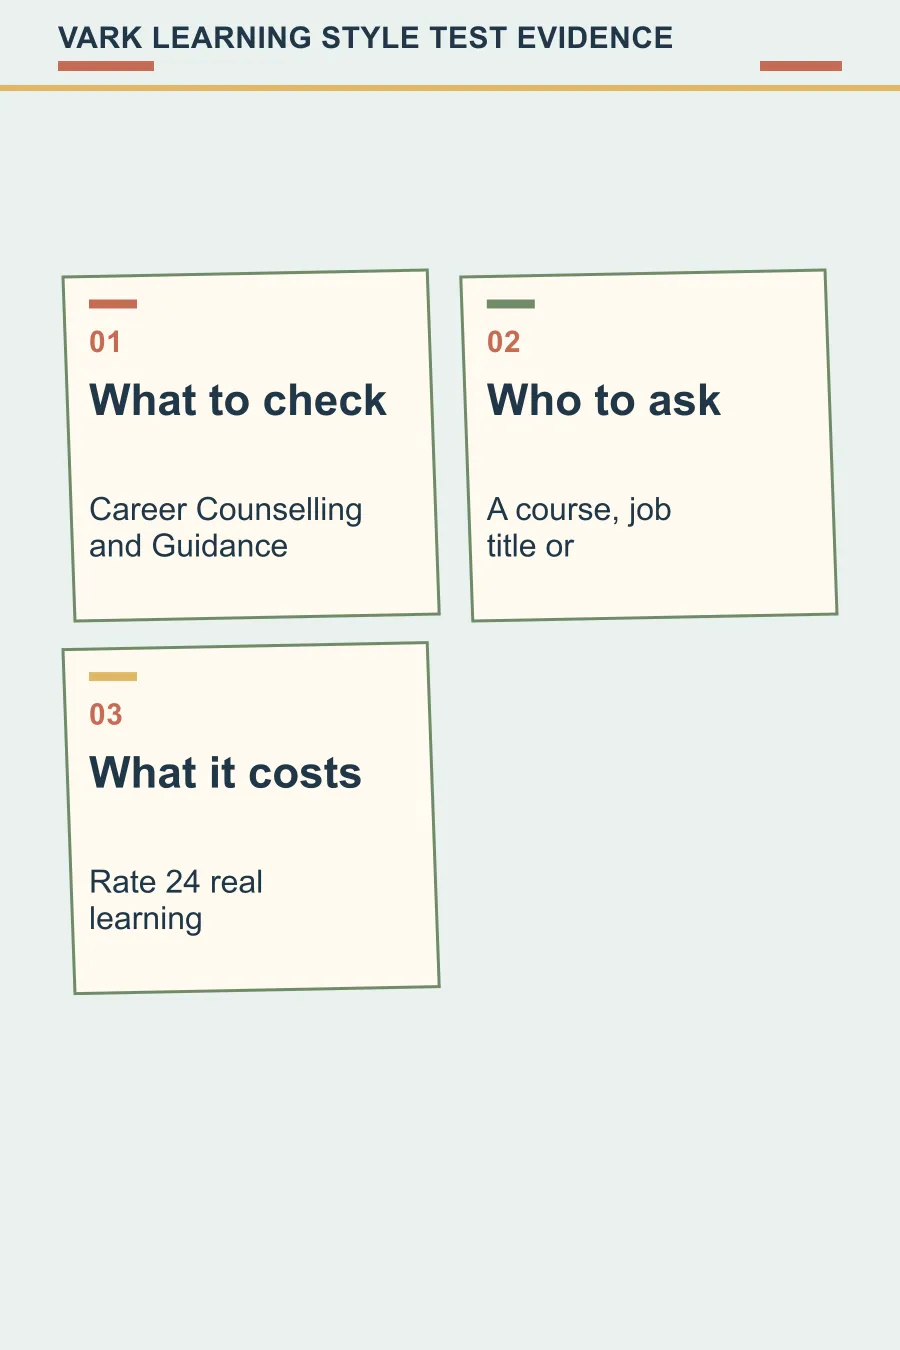 VARK LEARNING STYLE TEST EVIDENCE
01
What to check
Career Counselling
and Guidance
02
Who to ask
A course, job
title or
03
What it costs
Rate 24 real
learning